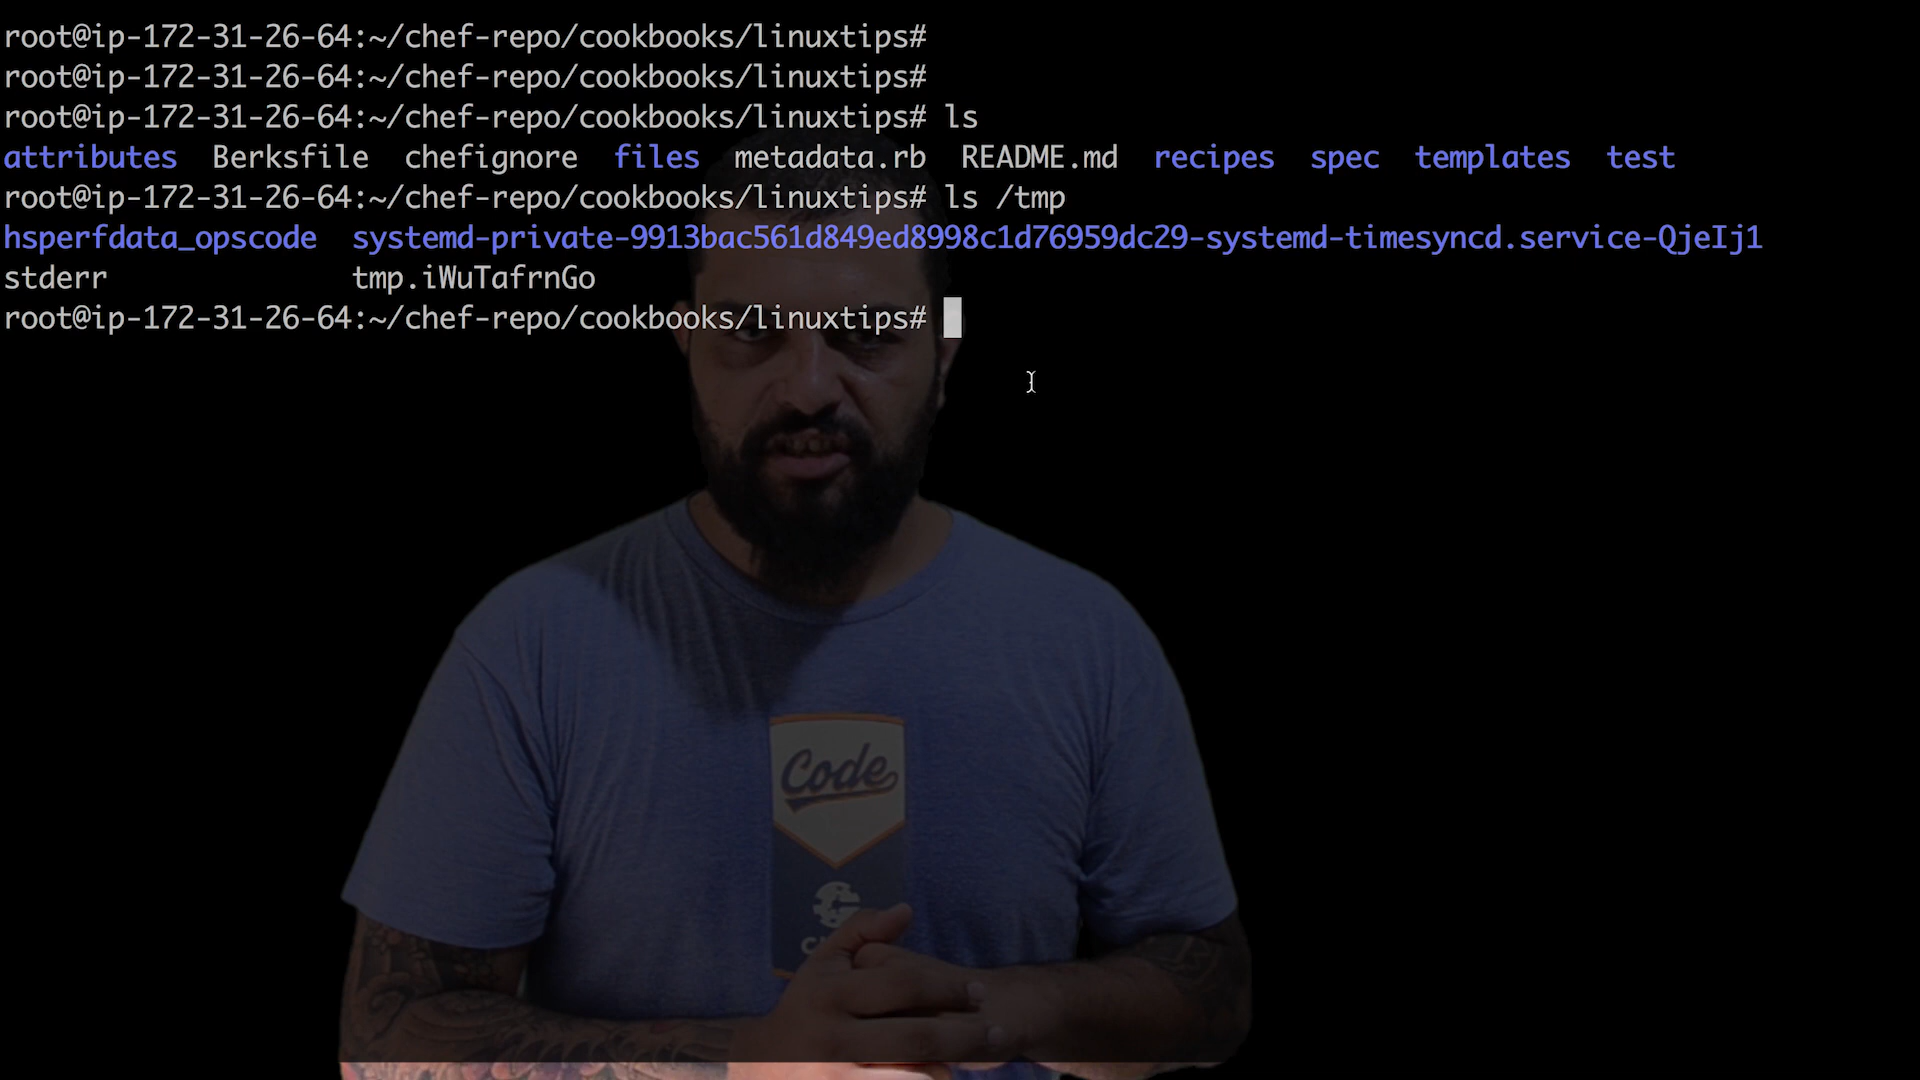 root@ip-172-31-26-64:~/chef-repo/cookbooks/linuxtips#
root@ip-172-31-26-64:~/chef-repo/cookbooks/linuxtips#
root@ip-172-31-26-64:~/chef-repo/cookbooks/linuxtips# ls
attributes  Berksfile  chefignore  files  metadata.rb  README.md  recipes  spec  templates  test
root@ip-172-31-26-64:~/chef-repo/cookbooks/linuxtips# ls /tmp
hsperfdata_opscode  systemd-private-9913bac561d849ed8998c1d76959dc29-systemd-timesyncd.service-QjeIj1
stderr              tmp.iWuTafrnGo
root@ip-172-31-26-64:~/chef-repo/cookbooks/linuxtips#
Code